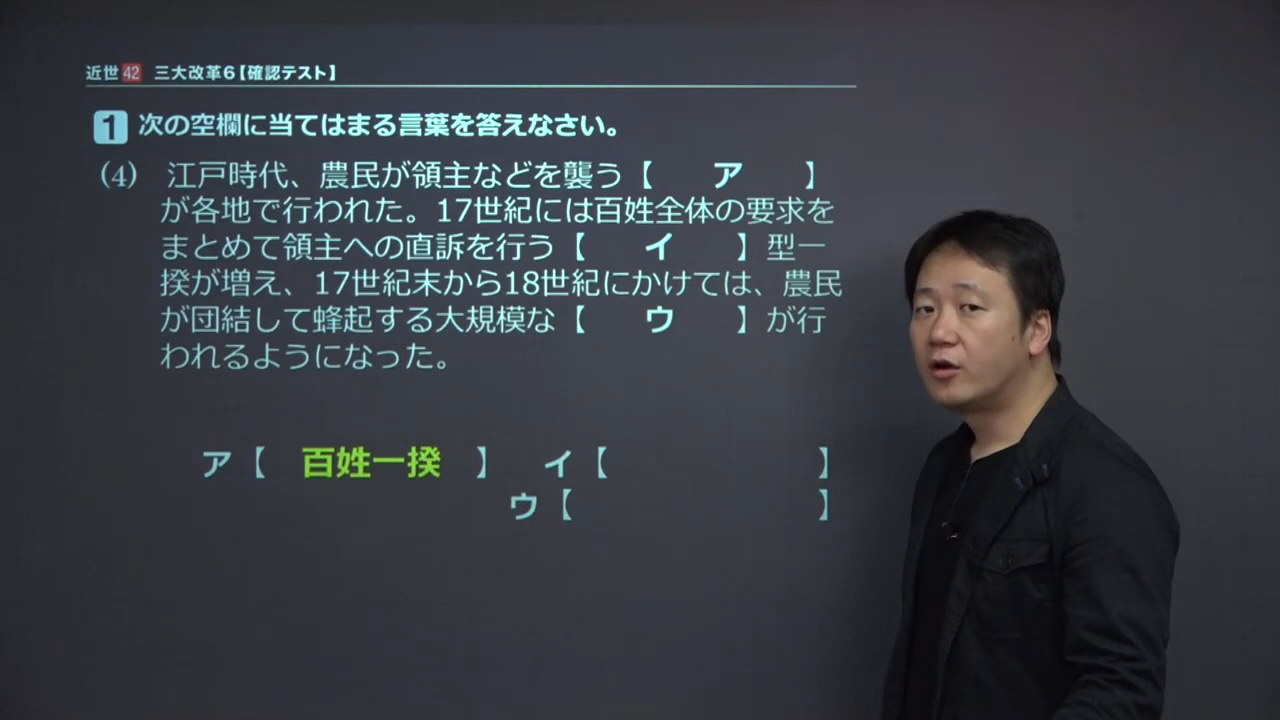 近世42 三大改革6【確認テスト】
1 次の空欄に当てはまる言葉を答えなさい。
(4) 江戸時代、農民が領主などを襲う【 ア 】
が各地で行われた。17世紀には百姓全体の要求を
まとめて領主への直訴を行う【 イ 】型一
揆が増え、17世紀末から18世紀にかけては、農民
が団結して蜂起する大規模な【 ウ 】が行
われるようになった。
ア【 百姓一揆 】 イ【 】
ウ【 】